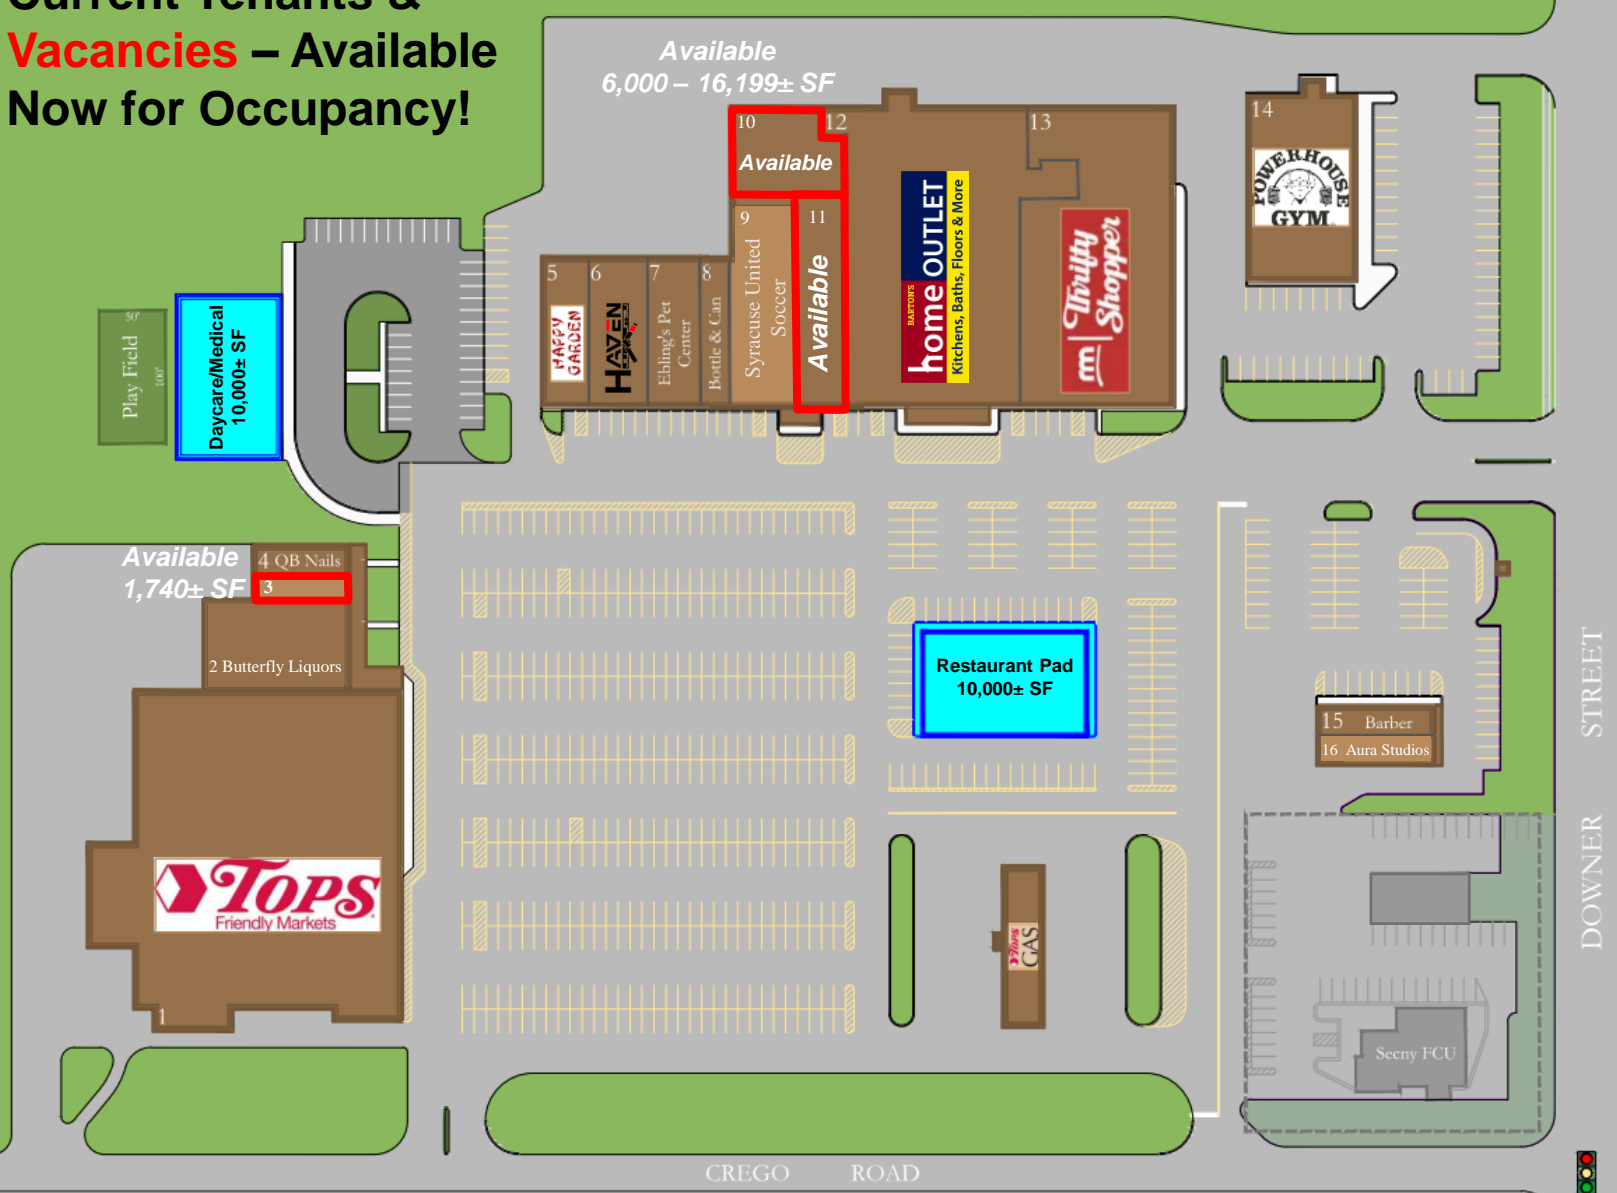 Current Tenants &
Vacancies – Available
Now for Occupancy!
Available
6,000 – 16,199± SF
10
Available
12
13
14
POWERHOUSE
GYM
9
Syracuse United
Soccer
11
Available
BARTON'S
home OUTLET
Kitchens, Baths, Floors & More
m Thrifty
Shopper
5
HAPPY
GARDEN
6
HAVEN
7
Ebling's Pet
Center
8
Bottle & Can
50'
Play Field
100'
Daycare/Medical
10,000± SF
Available
1,740± SF
4 QB Nails
3
2 Butterfly Liquors
Restaurant Pad
10,000± SF
15 Barber
16 Aura Studios
TOPS
Friendly Markets
1
TOPS
GAS
Secny FCU
DOWNER STREET
CREGO ROAD